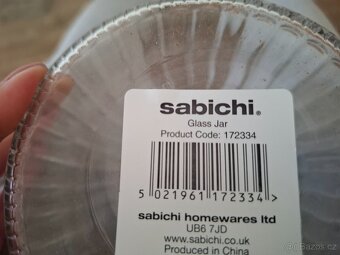 sabichi®
Glass Jar
Product Code: 172334
5 021961 172334 >
sabichi homewares ltd
UB6 7JD
www.sabichi.co.uk
Produced in China